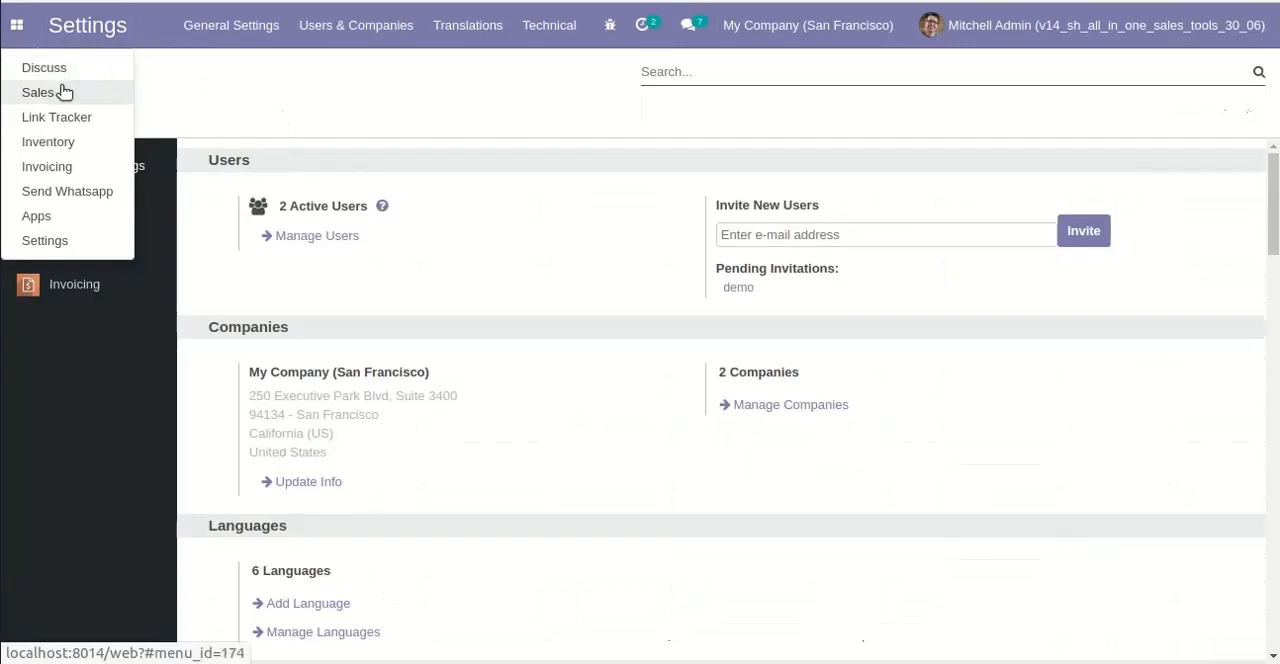 Settings General Settings Users & Companies Translations Technical 2 7 My Company (San Francisco) Mitchell Admin (v14_sh_all_in_one_sales_tools_30_06)
Search...
Discuss
Sales
Link Tracker
Inventory
Invoicing
Send Whatsapp
Apps
Settings
gs
Invoicing
Users
2 Active Users ?
Manage Users
Invite New Users
Enter e-mail address Invite
Pending Invitations:
demo
Companies
My Company (San Francisco)
250 Executive Park Blvd, Suite 3400
94134 - San Francisco
California (US)
United States
Update Info
2 Companies
Manage Companies
Languages
6 Languages
Add Language
Manage Languages
localhost:8014/web?#menu_id=174